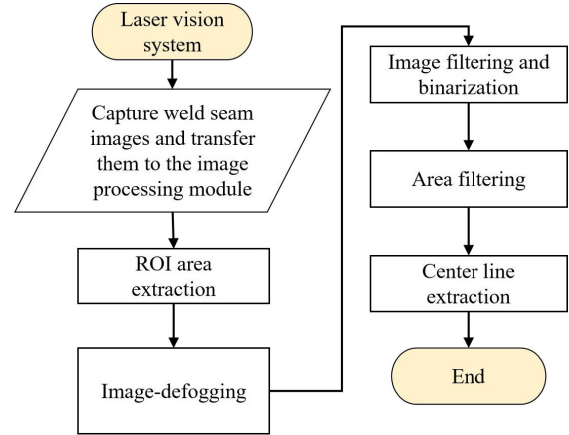 Laser vision
system
Capture weld seam
images and transfer
them to the image
processing module
ROI area
extraction
Image-defogging
Image filtering and
binarization
Area filtering
Center line
extraction
End